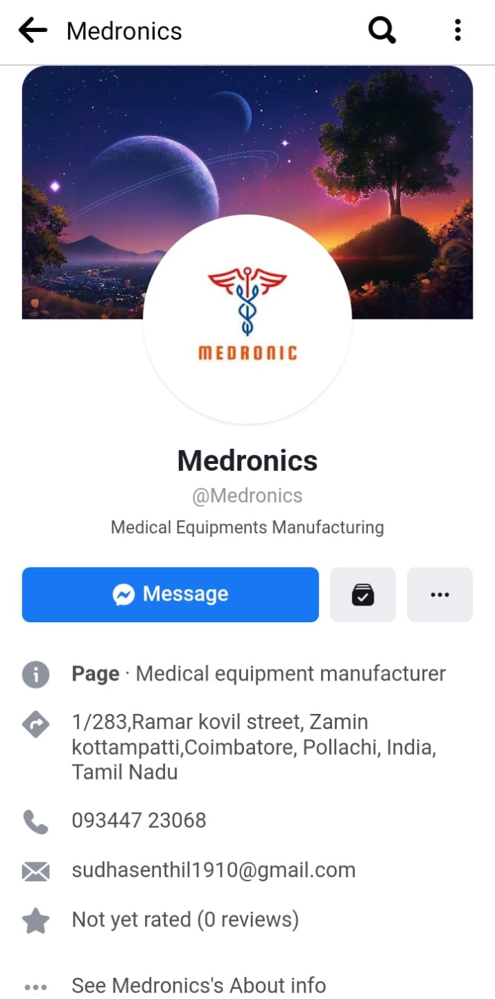 Medronics
MEDRONIC
Medronics
@Medronics
Medical Equipments Manufacturing
Message
Page · Medical equipment manufacturer
1/283,Ramar kovil street, Zamin
kottampatti,Coimbatore, Pollachi, India,
Tamil Nadu
093447 23068
sudhasenthil1910@gmail.com
Not yet rated (0 reviews)
See Medronics's About info